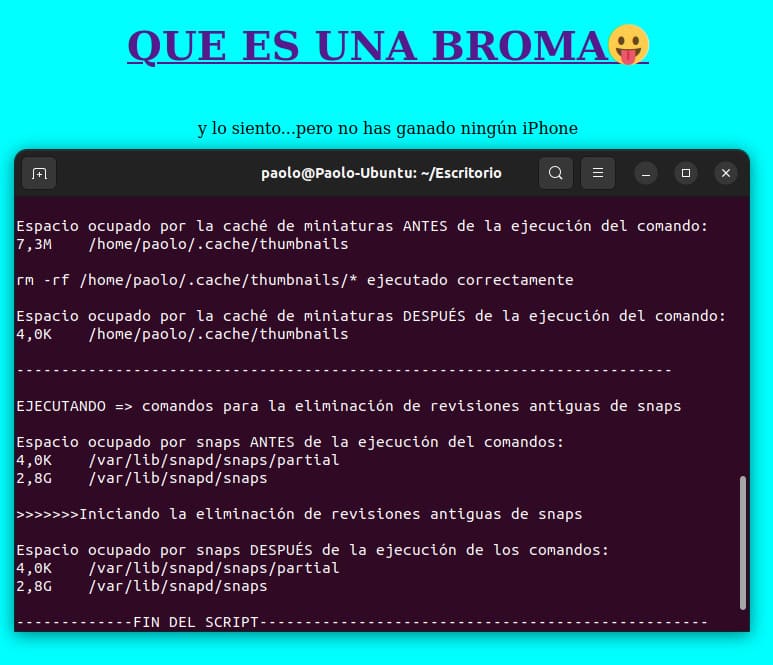 QUE ES UNA BROMA😛
y lo siento...pero no has ganado ningún iPhone
paolo@Paolo-Ubuntu: ~/Escritorio
Espacio ocupado por la caché de miniaturas ANTES de la ejecución del comando:
7,3M    /home/paolo/.cache/thumbnails
rm -rf /home/paolo/.cache/thumbnails/* ejecutado correctamente
Espacio ocupado por la caché de miniaturas DESPUÉS de la ejecución del comando:
4,0K    /home/paolo/.cache/thumbnails
-------------------------------------------------------------------------
EJECUTANDO => comandos para la eliminación de revisiones antiguas de snaps
Espacio ocupado por snaps ANTES de la ejecución del comandos:
4,0K    /var/lib/snapd/snaps/partial
2,8G    /var/lib/snapd/snaps
>>>>>>>Iniciando la eliminación de revisiones antiguas de snaps
Espacio ocupado por snaps DESPUÉS de la ejecución de los comandos:
4,0K    /var/lib/snapd/snaps/partial
2,8G    /var/lib/snapd/snaps
-------------FIN DEL SCRIPT--------------------------------------------------